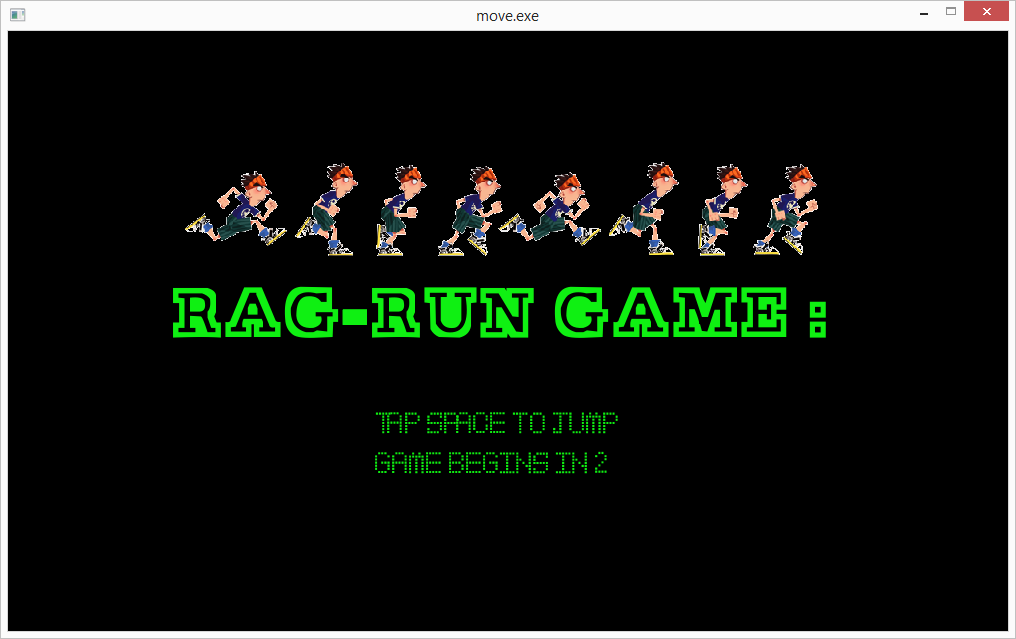 move.exe
RAG-RUN GAME :
TAP SPACE TO JUMP
GAME BEGINS IN 2